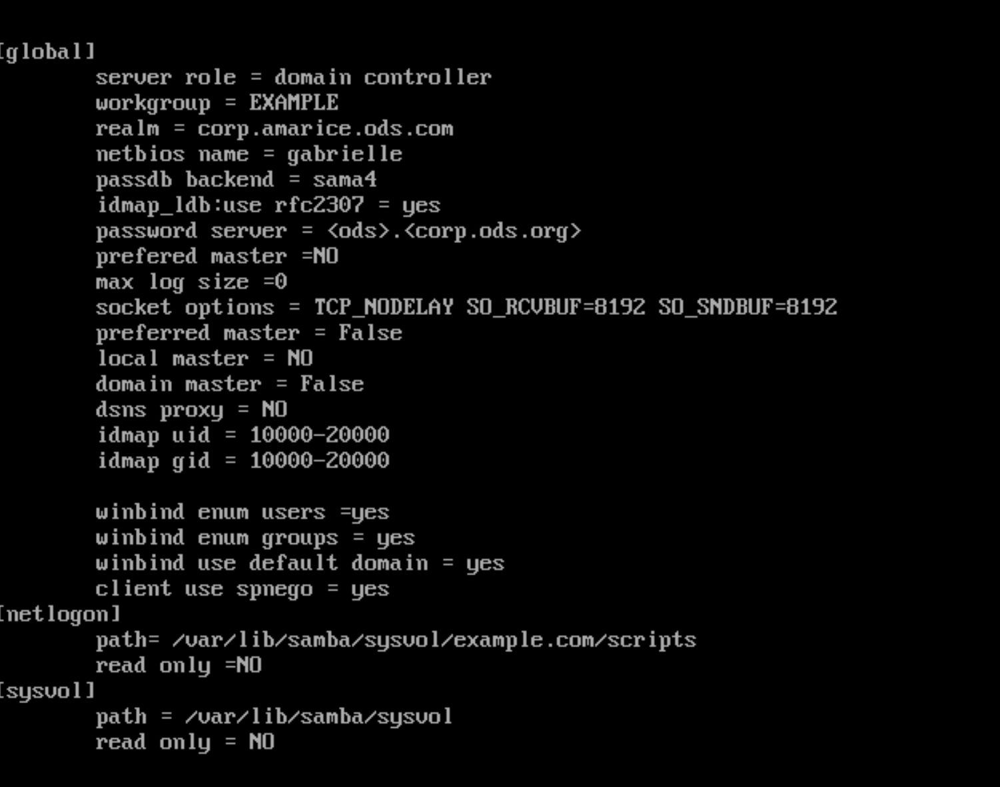 [global]
server role = domain controller
workgroup = EXAMPLE
realm = corp.amarice.ods.com
netbios name = gabrielle
passdb backend = sama4
idmap_ldb:use rfc2307 = yes
password server = <ods>.<corp.ods.org>
prefered master =NO
max log size =0
socket options = TCP_NODELAY SO_RCVBUF=8192 SO_SNDBUF=8192
preferred master = False
local master = NO
domain master = False
dsns proxy = NO
idmap uid = 10000-20000
idmap gid = 10000-20000
winbind enum users =yes
winbind enum groups = yes
winbind use default domain = yes
client use spnego = yes
[netlogon]
path= /var/lib/samba/sysvol/example.com/scripts
read only =NO
[sysvol]
path = /var/lib/samba/sysvol
read only = NO